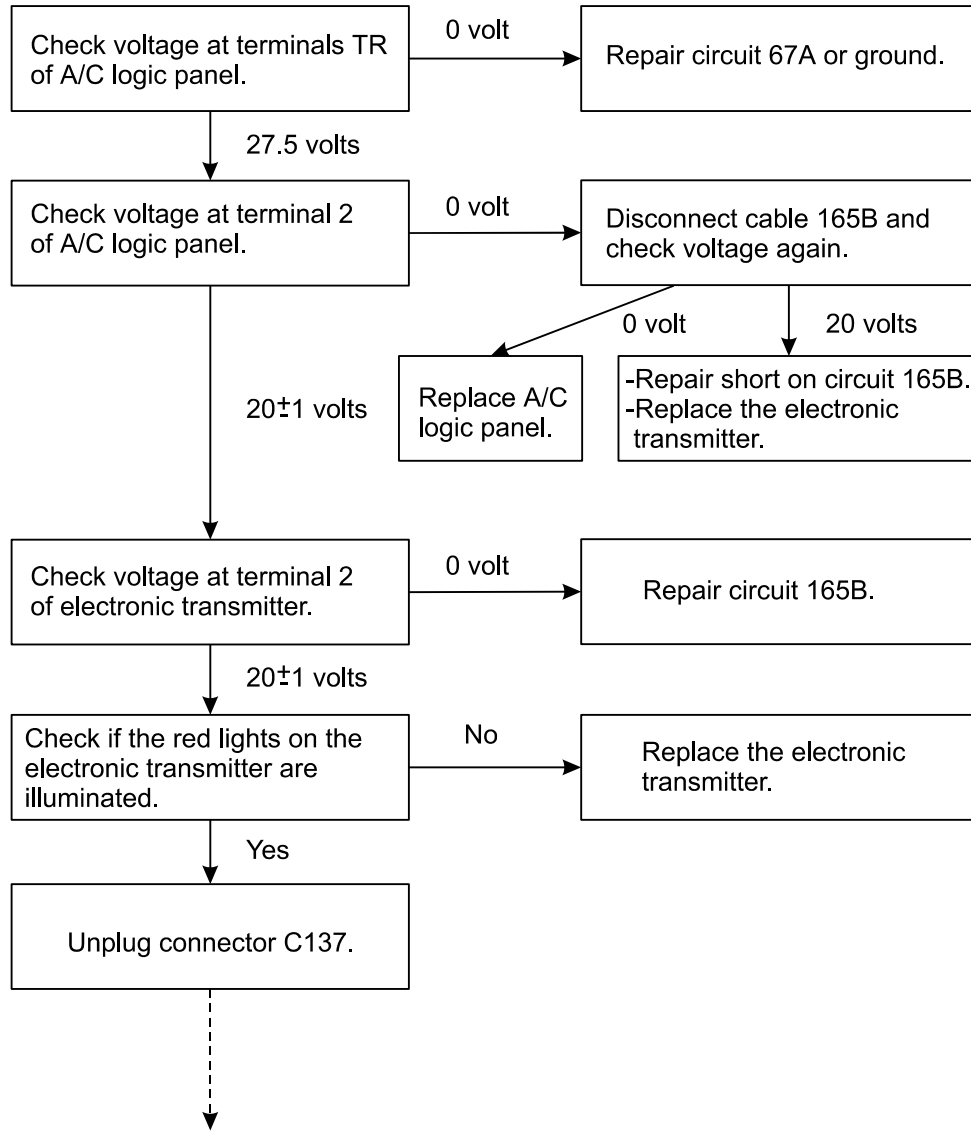 Check voltage at terminals TR
of A/C logic panel.
0 volt
Repair circuit 67A or ground.
27.5 volts
Check voltage at terminal 2
of A/C logic panel.
0 volt
Disconnect cable 165B and
check voltage again.
0 volt
20 volts
Replace A/C
logic panel.
-Repair short on circuit 165B.
-Replace the electronic
transmitter.
20±1 volts
Check voltage at terminal 2
of electronic transmitter.
0 volt
Repair circuit 165B.
20±1 volts
Check if the red lights on the
electronic transmitter are
illuminated.
No
Replace the electronic
transmitter.
Yes
Unplug connector C137.